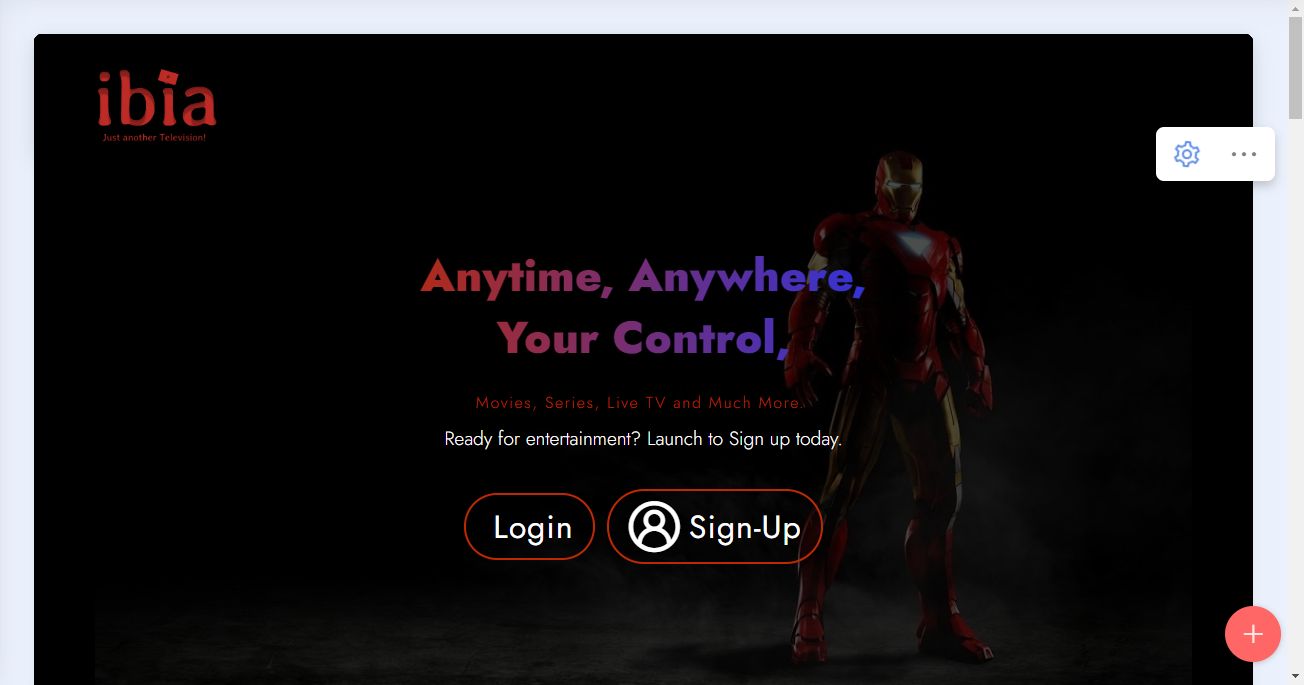 ibia
Just another Television!
Anytime, Anywhere,
Your Control,
Movies, Series, Live TV and Much More.
Ready for entertainment? Launch to Sign up today.
Login
Sign-Up